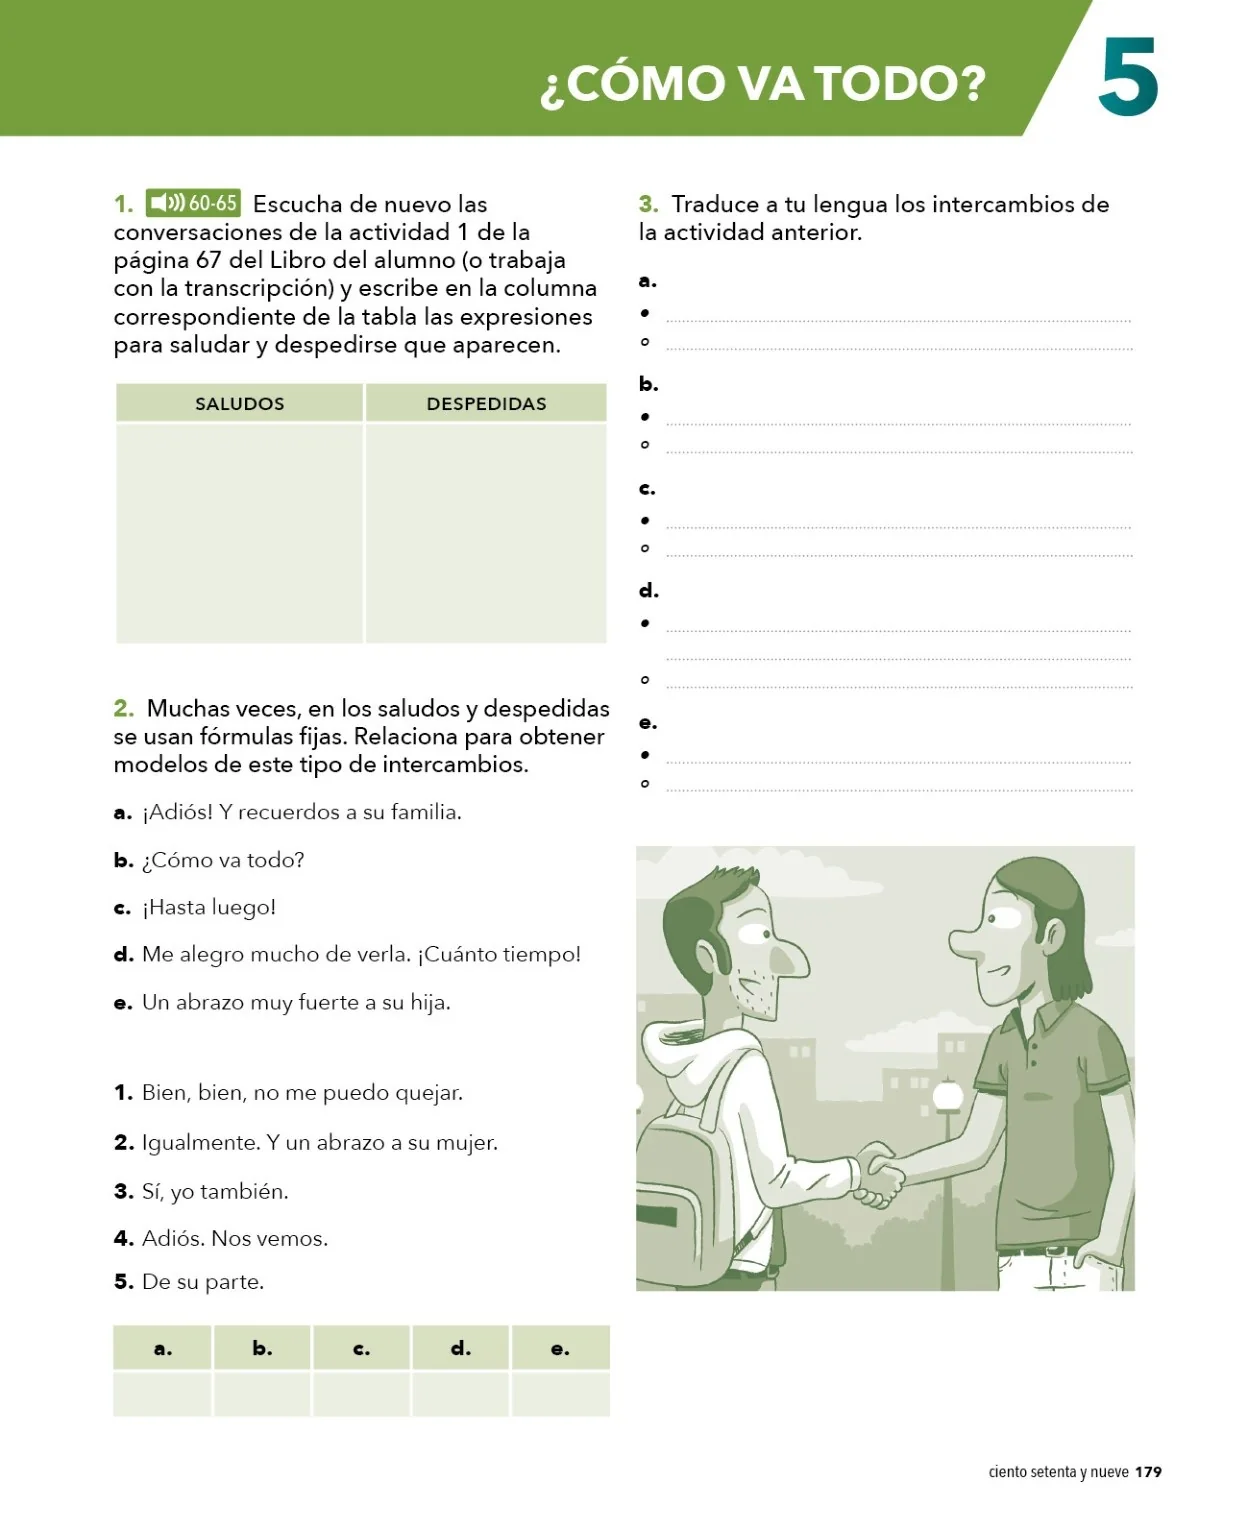 ¿CÓMO VA TODO?
5
1. 60-65 Escucha de nuevo las
conversaciones de la actividad 1 de la
página 67 del Libro del alumno (o trabaja
con la transcripción) y escribe en la columna
correspondiente de la tabla las expresiones
para saludar y despedirse que aparecen.
SALUDOS
DESPEDIDAS
2. Muchas veces, en los saludos y despedidas
se usan fórmulas fijas. Relaciona para obtener
modelos de este tipo de intercambios.
a. ¡Adiós! Y recuerdos a su familia.
b. ¿Cómo va todo?
c. ¡Hasta luego!
d. Me alegro mucho de verla. ¡Cuánto tiempo!
e. Un abrazo muy fuerte a su hija.
1. Bien, bien, no me puedo quejar.
2. Igualmente. Y un abrazo a su mujer.
3. Sí, yo también.
4. Adiós. Nos vemos.
5. De su parte.
a. b. c. d. e.
3. Traduce a tu lengua los intercambios de
la actividad anterior.
a.
b.
c.
d.
e.
ciento setenta y nueve 179